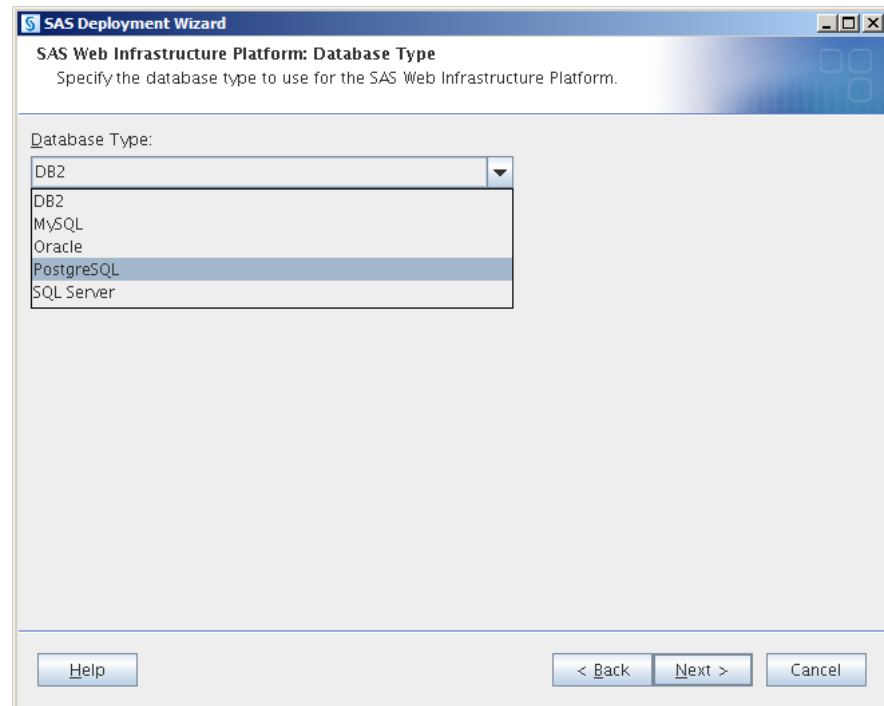 SAS Deployment Wizard
SAS Web Infrastructure Platform: Database Type
Specify the database type to use for the SAS Web Infrastructure Platform.
Database Type:
DB2
DB2
MySQL
Oracle
PostgreSQL
SQL Server
Help
< Back
Next >
Cancel